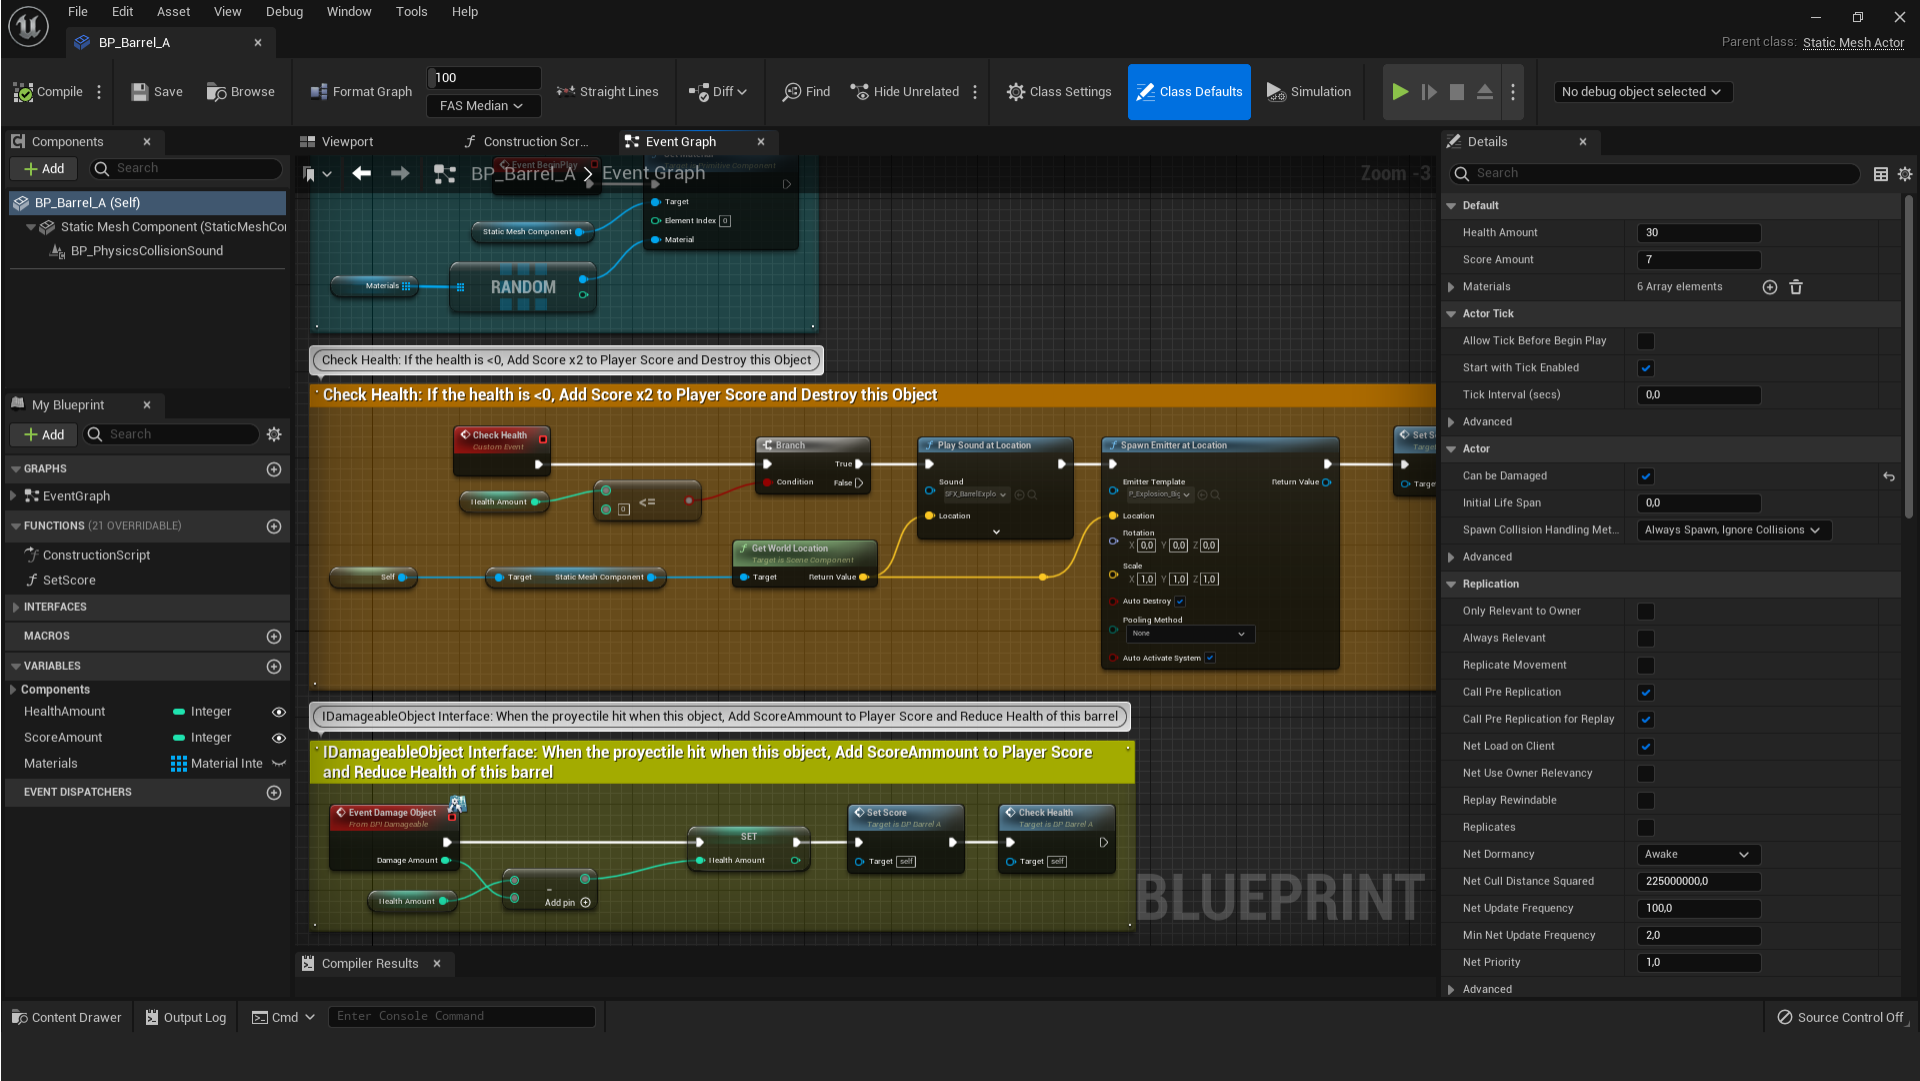 File Edit Asset View Debug Window Tools Help
BP_Barrel_A
Parent class: Static Mesh Actor
Compile
Save
Browse
Format Graph
100
FAS Median
Straight Lines
Diff
Find
Hide Unrelated
Class Settings
Class Defaults
Simulation
No debug object selected
Components
Add
Search
BP_Barrel_A (Self)
Static Mesh Component (StaticMeshCo
BP_PhysicsCollisionSound
My Blueprint
Add
Search
GRAPHS
EventGraph
FUNCTIONS (21 OVERRIDABLE)
ConstructionScript
SetScore
INTERFACES
MACROS
VARIABLES
Components
HealthAmount Integer
ScoreAmount Integer
Materials Material Inte
EVENT DISPATCHERS
Viewport
Construction Scr...
Event Graph
BP_Barrel_A > Event Graph
Zoom -3
Event BeginPlay
Target is Primitive Component
Target
Element Index 0
Material
Static Mesh Component
Materials
RANDOM
Check Health: If the health is <0, Add Score x2 to Player Score and Destroy this Object
Check Health: If the health is <0, Add Score x2 to Player Score and Destroy this Object
Check Health
Custom Event
Health Amount
0
<=
Branch
True
Condition
False
Play Sound at Location
Sound
SFX_BarrelExplo
Location
Spawn Emitter at Location
Emitter Template
Return Value
P_Explosion_Big
Location
Rotation
X 0,0 Y 0,0 Z 0,0
Scale
X 1,0 Y 1,0 Z 1,0
Auto Destroy
Pooling Method
None
Auto Activate System
Set S
Target
Targe
Self
Target Static Mesh Component
Get World Location
Target is Scene Component
Target Return Value
IDamageableObject Interface: When the proyectile hit when this object, Add ScoreAmmount to Player Score and Reduce Health of this barrel
IDamageableObject Interface: When the proyectile hit when this object, Add ScoreAmmount to Player Score
and Reduce Health of this barrel
Event Damage Object
From BPI Damageable
Damage Amount
Health Amount
-
Add pin
SET
Health Amount
Set Score
Target is BP Barrel A
Target self
Check Health
Target is BP Barrel A
Target self
BLUEPRINT
Compiler Results
Details
Search
Default
Health Amount 30
Score Amount 7
Materials 6 Array elements
Actor Tick
Allow Tick Before Begin Play
Start with Tick Enabled
Tick Interval (secs) 0,0
Advanced
Actor
Can be Damaged
Initial Life Span 0,0
Spawn Collision Handling Met... Always Spawn, Ignore Collisions
Advanced
Replication
Only Relevant to Owner
Always Relevant
Replicate Movement
Call Pre Replication
Call Pre Replication for Replay
Net Load on Client
Net Use Owner Relevancy
Replay Rewindable
Replicates
Net Dormancy Awake
Net Cull Distance Squared 225000000,0
Net Update Frequency 100,0
Min Net Update Frequency 2,0
Net Priority 1,0
Advanced
Content Drawer
Output Log
Cmd
Enter Console Command
Source Control Off